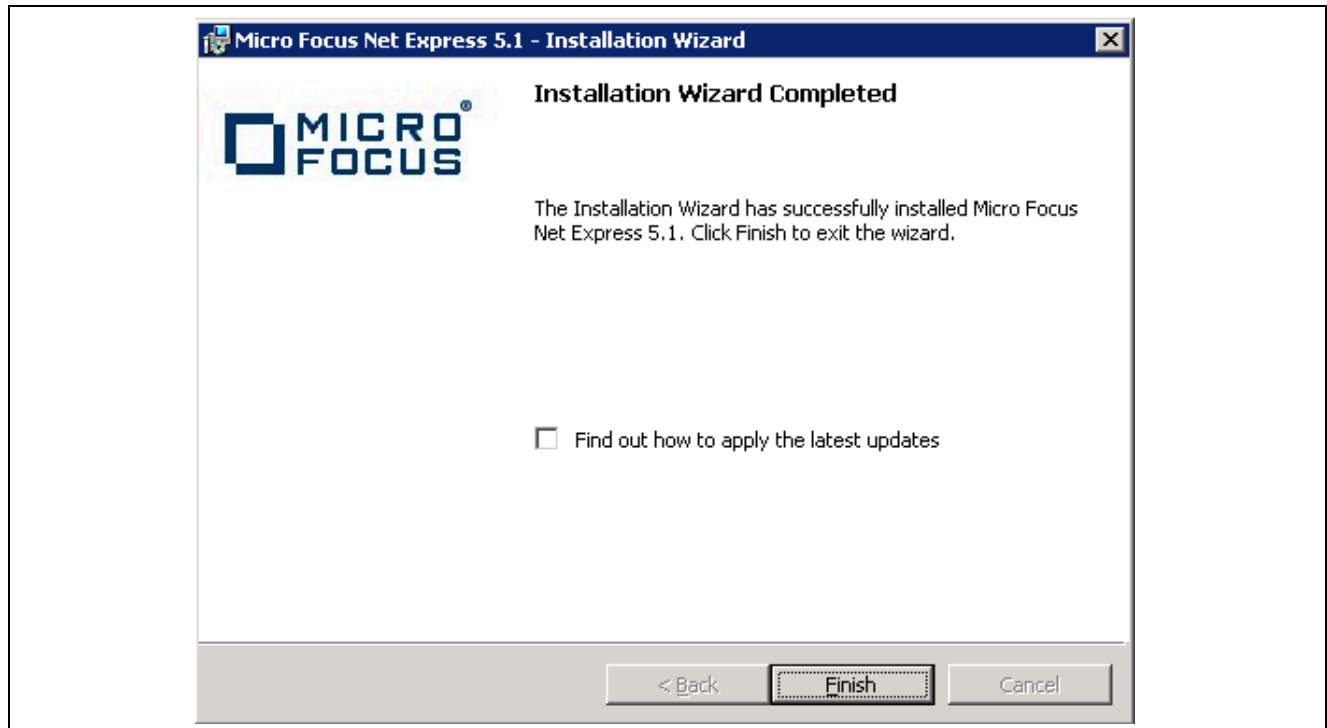 Micro Focus Net Express 5.1 - Installation Wizard
Installation Wizard Completed
MICRO
FOCUS
®
The Installation Wizard has successfully installed Micro Focus
Net Express 5.1. Click Finish to exit the wizard.
Find out how to apply the latest updates
< Back
Finish
Cancel